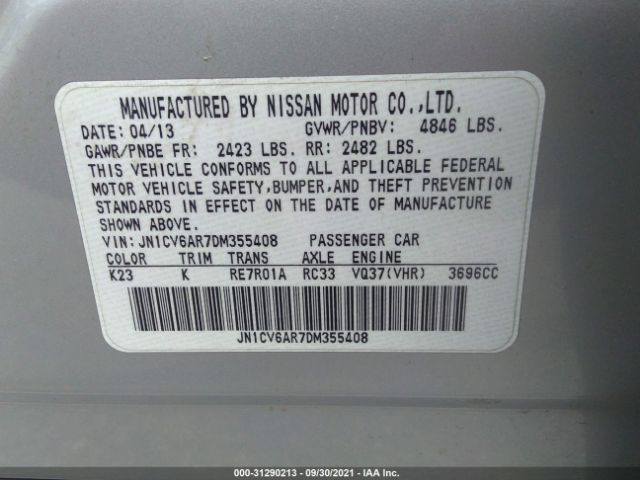 MANUFACTURED BY NISSAN MOTOR CO.,LTD.
DATE: 04/13 GVWR/PNBV: 4846 LBS.
GAWR/PNBE FR: 2423 LBS. RR: 2482 LBS.
THIS VEHICLE CONFORMS TO ALL APPLICABLE FEDERAL
MOTOR VEHICLE SAFETY,BUMPER,AND THEFT PREVENTION
STANDARDS IN EFFECT ON THE DATE OF MANUFACTURE
SHOWN ABOVE.
VIN: JN1CV6AR7DM355408 PASSENGER CAR
COLOR TRIM TRANS AXLE ENGINE
K23 K RE7R01A RC33 VQ37(VHR) 3696CC
JN1CV6AR7DM355408
000-31290213 - 09/30/2021 - IAA Inc.